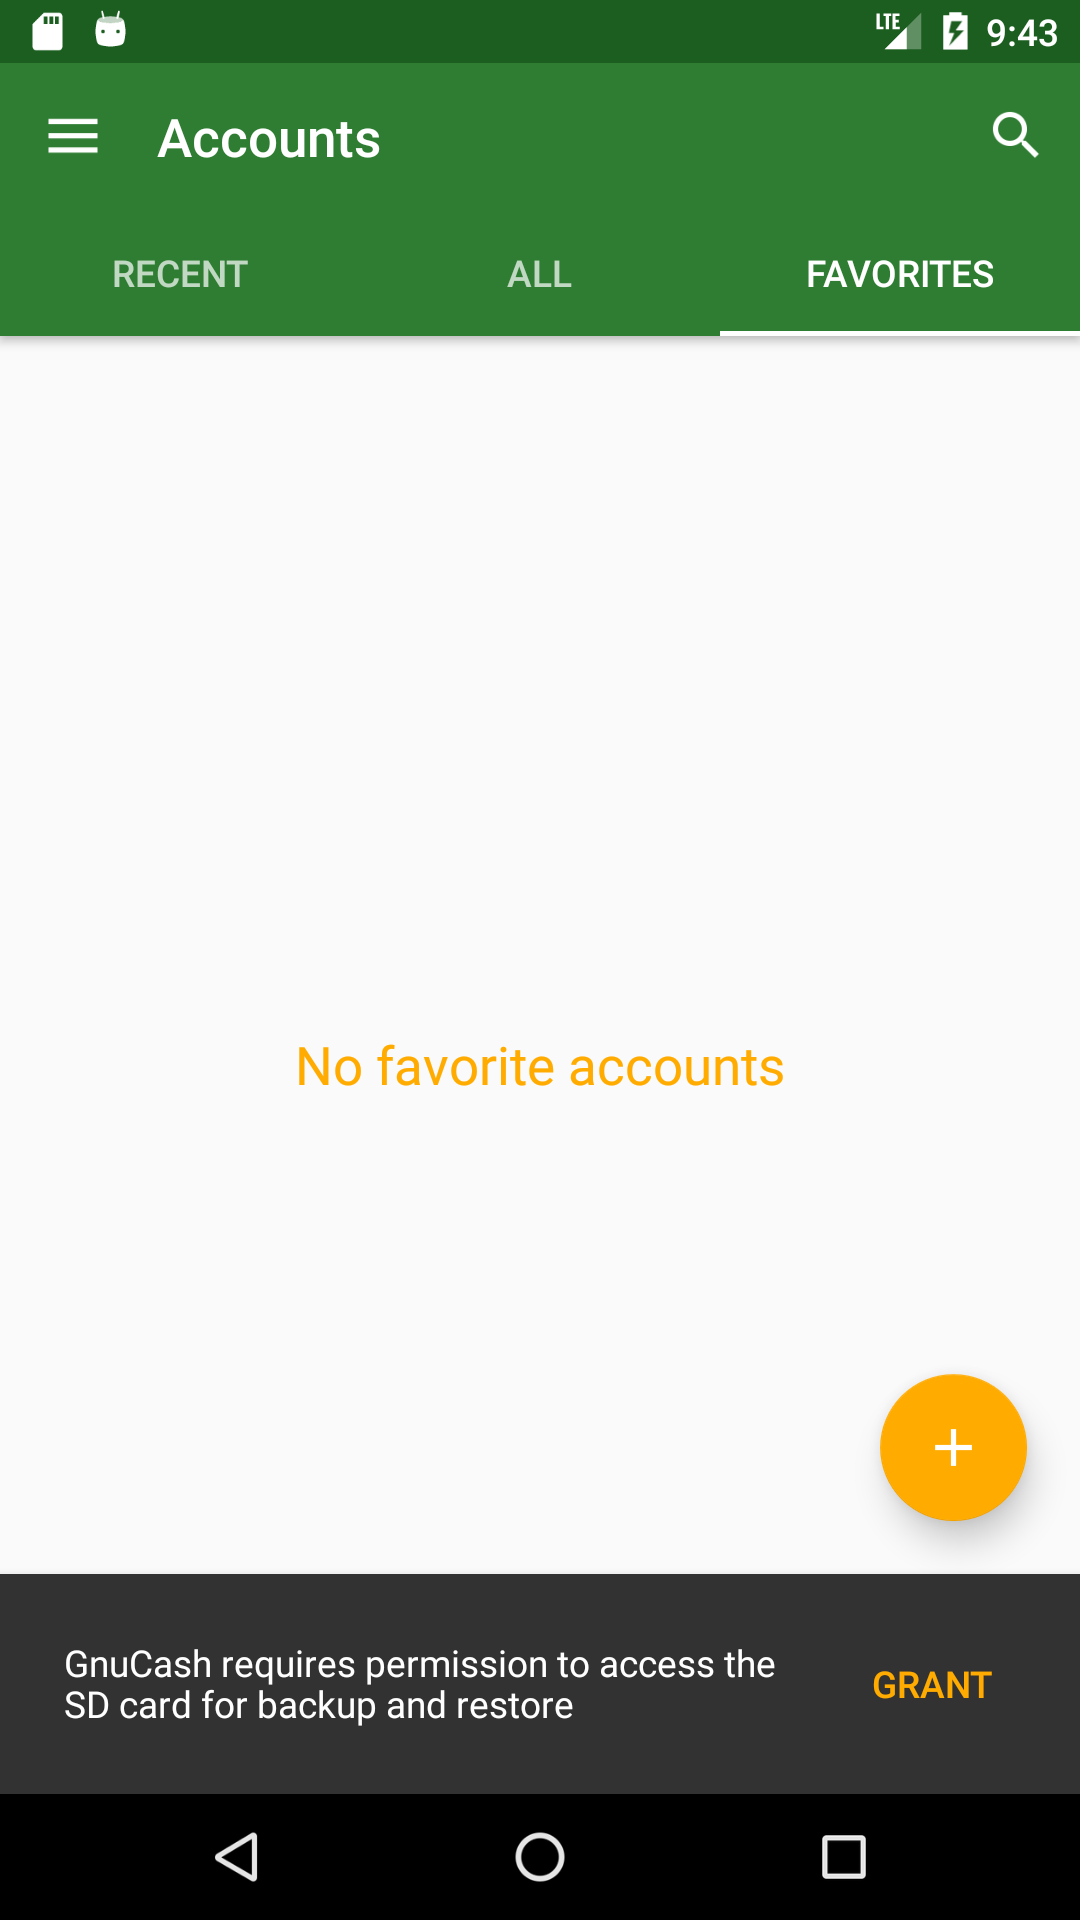 LTE 9:43
Accounts
RECENT ALL FAVORITES
No favorite accounts
GnuCash requires permission to access the
SD card for backup and restore
GRANT